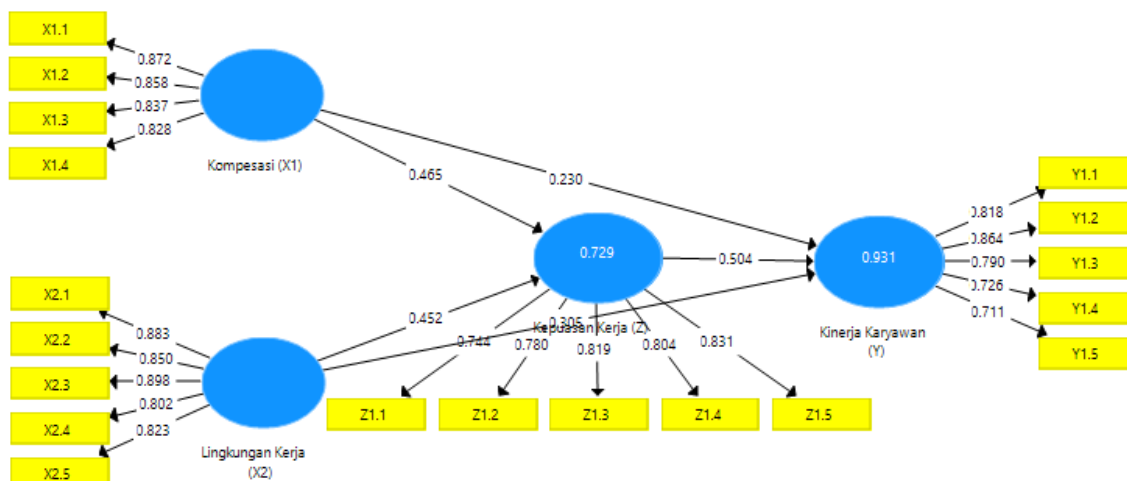 X1.1
0.872
X1.2
0.858
0.837
X1.3
0.828
X1.4
Kompesasi (X1)
0.465
0.230
Y1.1
0.818
Y1.2
0.864
0.729
0.504
0.931
0.790
Y1.3
0.726
Y1.4
0.711
Y1.5
X2.1
0.883
X2.2
0.850
0.898
X2.3
0.802
X2.4
0.823
X2.5
0.452
0.305
Kepuasan Kerja (Z)
Kinerja Karyawan
(Y)
0.744
0.780
0.819
0.804
0.831
Z1.1
Z1.2
Z1.3
Z1.4
Z1.5
Lingkungan Kerja
(X2)